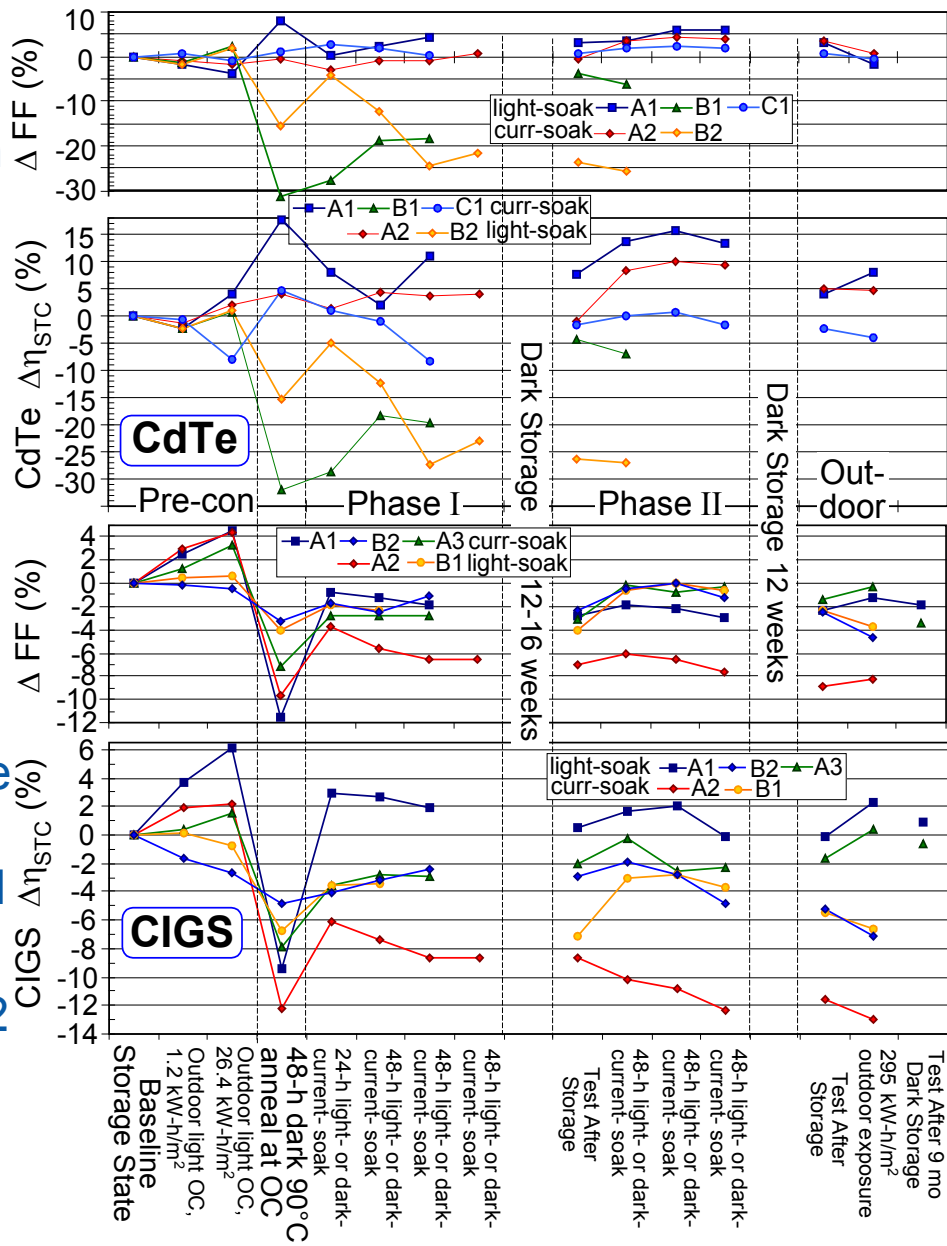 10
0
-10
-20
-30
Δ FF (%)
light-soak A1 B1 C1
curr-soak A2 B2
15
10
5
0
-5
-10
-15
-20
-25
-30
CdTe Δη_STC (%)
A1 B1 C1 curr-soak
A2 B2 light-soak
CdTe
Pre-con
Phase I
Dark Storage
12-16 weeks
Phase II
Dark Storage 12 weeks
Out-
door
4
2
0
-2
-4
-6
-8
-10
-12
Δ FF (%)
A1 B2 A3 curr-soak
A2 B1 light-soak
6
4
2
0
-2
-4
-6
-8
-10
-12
-14
CIGS Δη_STC (%)
light-soak A1 B2 A3
curr-soak A2 B1
CIGS
e
Baseline
Storage State
Outdoor light OC,
1.2 kW-h/m²
Outdoor light OC,
26.4 kW-h/m²
48-h dark 90°C
anneal at OC
24-h light- or dark-
current- soak
48-h light- or dark-
current- soak
48-h light- or dark-
current- soak
48-h light- or dark-
current- soak
Test After
Storage
48-h light- or dark-
current- soak
48-h light- or dark-
current- soak
48-h light- or dark-
current- soak
Test After
Storage
295 kW-h/m²
outdoor exposure
Test After 9 mo
Dark Storage